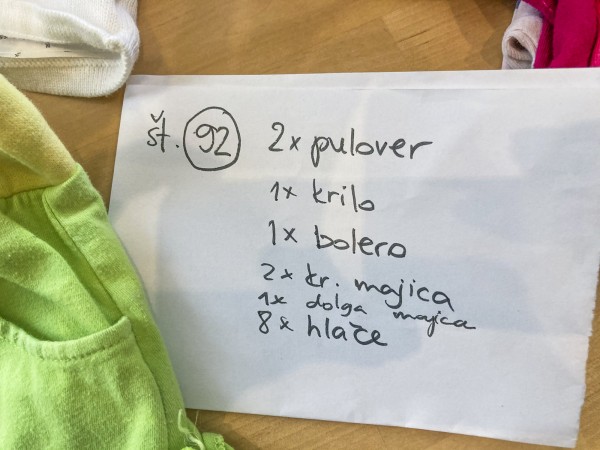 št. 92 2x pulover
1x krilo
1x bolero
2x kr. majica
1x dolga majica
8x hlače